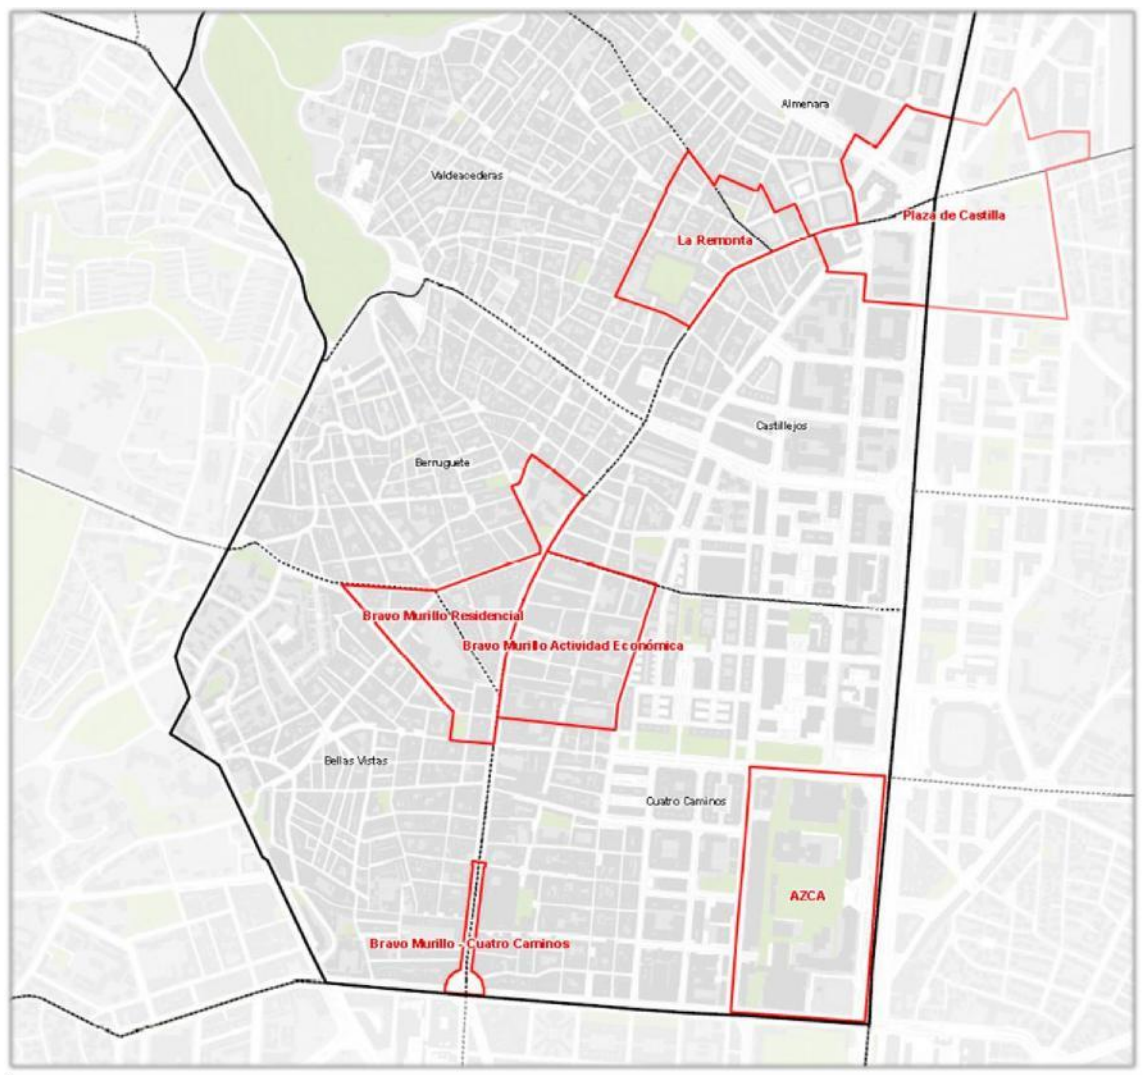 Almenara
Valdeacederas
Plaza de Castilla
La Remonta
Castillejos
Berruguete
Bravo Murillo Residencial
Bravo Murillo Actividad Económica
Bellas Vistas
Cuatro Caminos
AZCA
Bravo Murillo - Cuatro Caminos